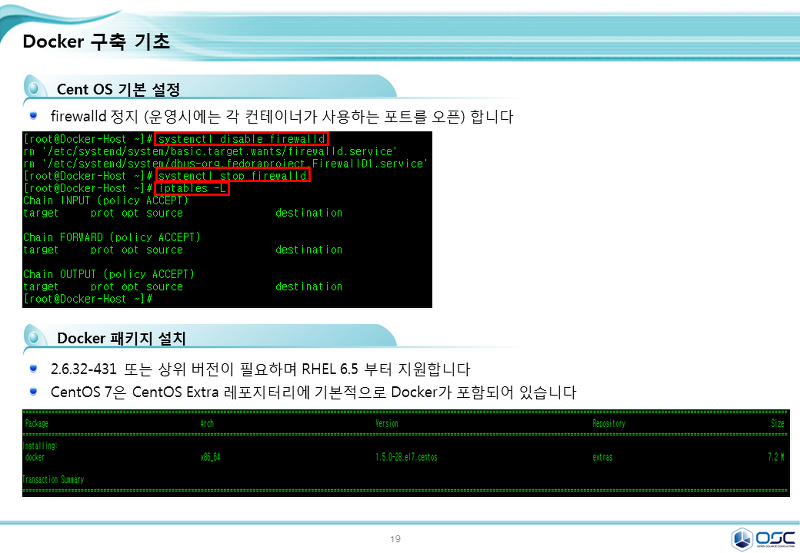 Docker 구축 기초
Cent OS 기본 설정
firewalld 정지 (운영시에는 각 컨테이너가 사용하는 포트를 오픈) 합니다
[root@Docker-Host ~]# systemctl disable firewalld
rm '/etc/systemd/system/basic.target.wants/firewalld.service'
rm '/etc/systemd/system/dbus-org.fedoraproject.FirewallD1.service'
[root@Docker-Host ~]# systemctl stop firewalld
[root@Docker-Host ~]# iptables -L
Chain INPUT (policy ACCEPT)
target prot opt source destination
Chain FORWARD (policy ACCEPT)
target prot opt source destination
Chain OUTPUT (policy ACCEPT)
target prot opt source destination
[root@Docker-Host ~]#
Docker 패키지 설치
2.6.32-431 또는 상위 버전이 필요하며 RHEL 6.5 부터 지원합니다
CentOS 7은 CentOS Extra 레포지터리에 기본적으로 Docker가 포함되어 있습니다
Package Arch Version Repository Size
Installing:
docker x86_64 1.5.0-28.el7.centos extras 7.2 M
Transaction Summary
19
OSC
OPEN SOURCE CONSULTING